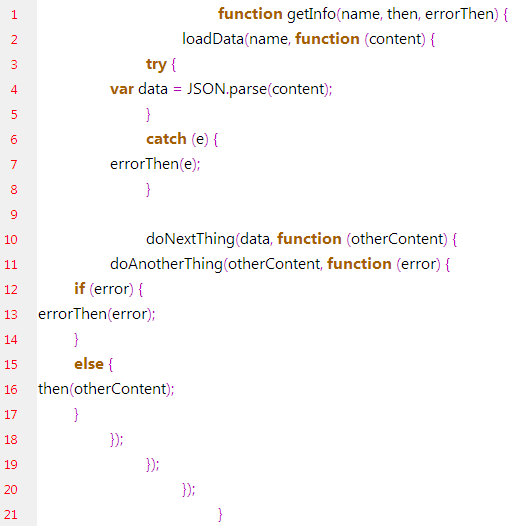 1 function getInfo(name, then, errorThen) {
2 loadData(name, function (content) {
3 try {
4 var data = JSON.parse(content);
5 }
6 catch (e) {
7 errorThen(e);
8 }
9
10 doNextThing(data, function (otherContent) {
11 doAnotherThing(otherContent, function (error) {
12 if (error) {
13 errorThen(error);
14 }
15 else {
16 then(otherContent);
17 }
18 });
19 });
20 });
21 }